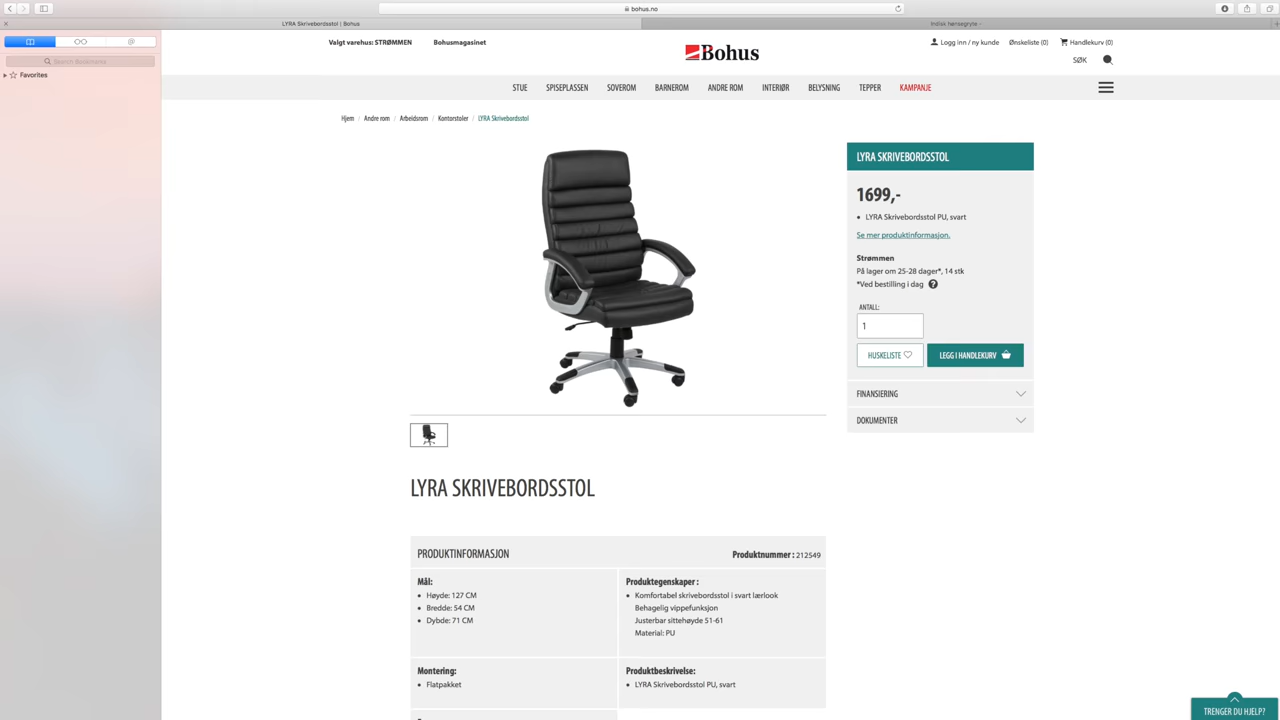 bohus.no
LYRA Skrivebordsstol | Bohus
Indisk hønsegryte -
Search Bookmarks
Favorites
Valgt varehus: STRØMMEN
Bohusmagasinet
Bohus
Logg inn / ny kunde
Ønskeliste (0)
Handlekurv (0)
SØK
STUE SPISEPLASSEN SOVEROM BARNEROM ANDRE ROM INTERIØR BELYSNING TEPPER KAMPANJE
Hjem / Andre rom / Arbeidsrom / Kontorstoler / LYRA Skrivebordsstol
LYRA SKRIVEBORDSSTOL
1699,-
• LYRA Skrivebordsstol PU, svart
Se mer produktinformasjon.
Strømmen
På lager om 25-28 dager*, 14 stk
*Ved bestilling i dag ?
ANTALL:
1
HUSKELISTE
LEGG I HANDLEKURV
FINANSIERING
DOKUMENTER
LYRA SKRIVEBORDSSTOL
PRODUKTINFORMASJON
Produktnummer : 212549
Mål:
• Høyde: 127 CM
• Bredde: 54 CM
• Dybde: 71 CM
Produktegenskaper :
• Komfortabel skrivebordsstol i svart lærlook
Behagelig vippefunksjon
Justerbar sittehøyde 51-61
Material: PU
Montering:
• Flatpakket
Produktbeskrivelse:
• LYRA Skrivebordsstol PU, svart
TRENGER DU HJELP?